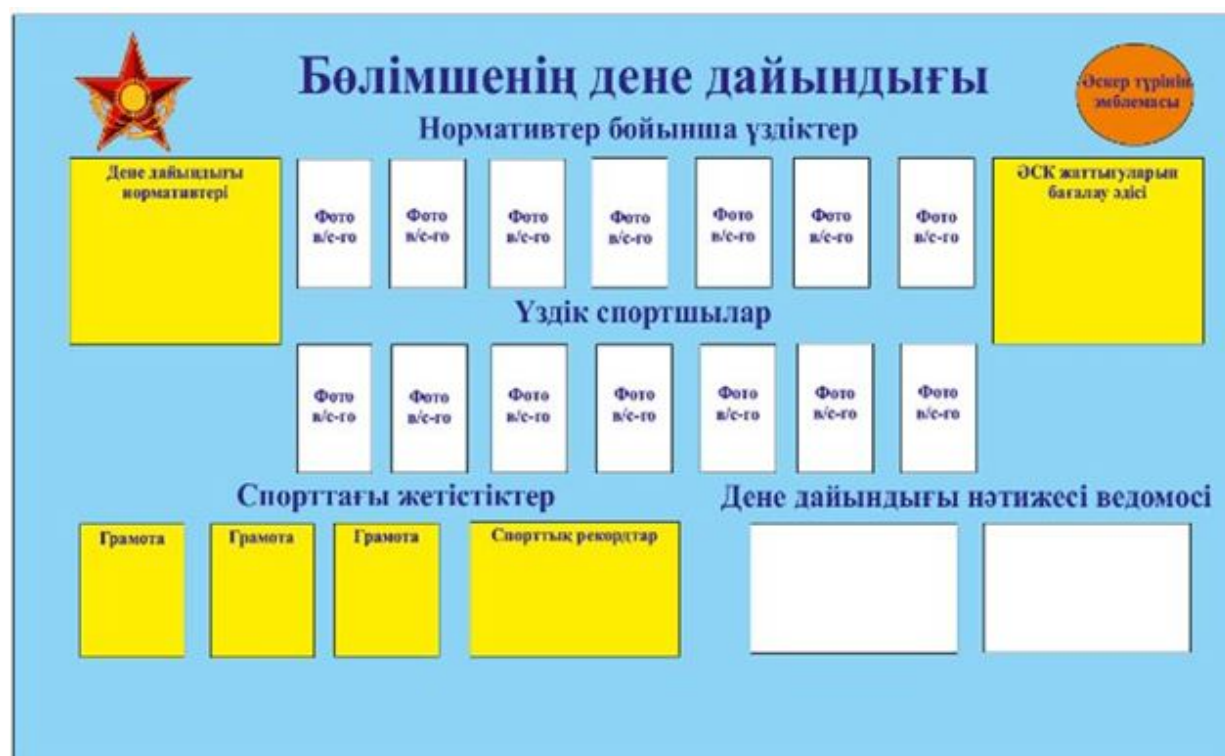 Бөлімшенің дене дайындығы
Әскер түрінің
эмблемасы
Нормативтер бойынша үздіктер
Дене дайындығы
нормативтері
Фото
в/с-го
Фото
в/с-го
Фото
в/с-го
Фото
в/с-го
Фото
в/с-го
Фото
в/с-го
Фото
в/с-го
ӘСК жаттығуларын
бағалау әдісі
Үздік спортшылар
Фото
в/с-го
Фото
в/с-го
Фото
в/с-го
Фото
в/с-го
Фото
в/с-го
Фото
в/с-го
Фото
в/с-го
Спорттағы жетістіктер
Дене дайындығы нәтижесі ведомосі
Грамота
Грамота
Грамота
Спорттық рекордтар